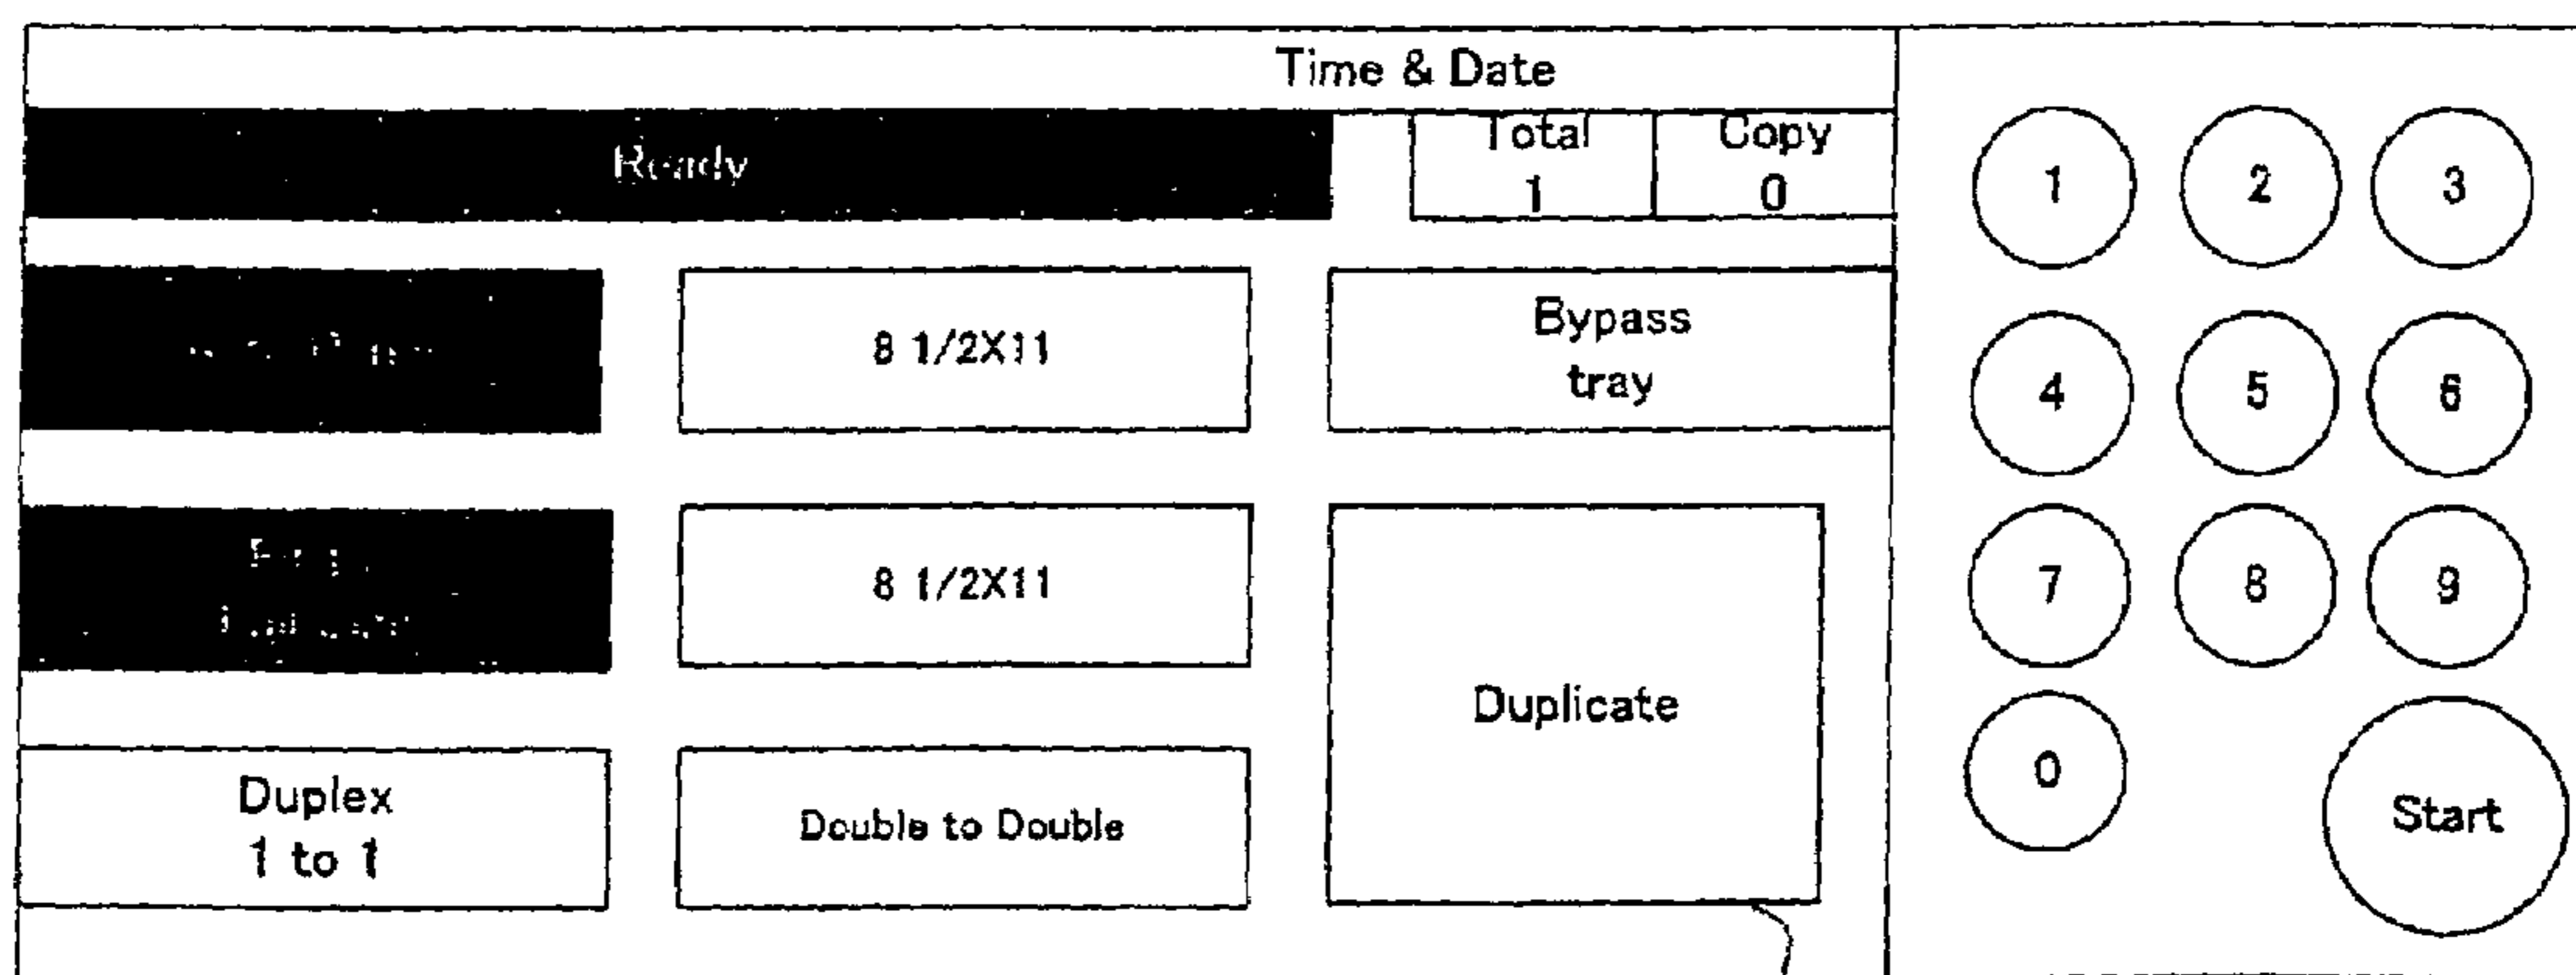 Time & Date
Ready
Total
1
Copy
0
8 1/2X11
Bypass
tray
8 1/2X11
Duplicate
Duplex
1 to 1
Double to Double
1
2
3
4
5
6
7
8
9
0
Start